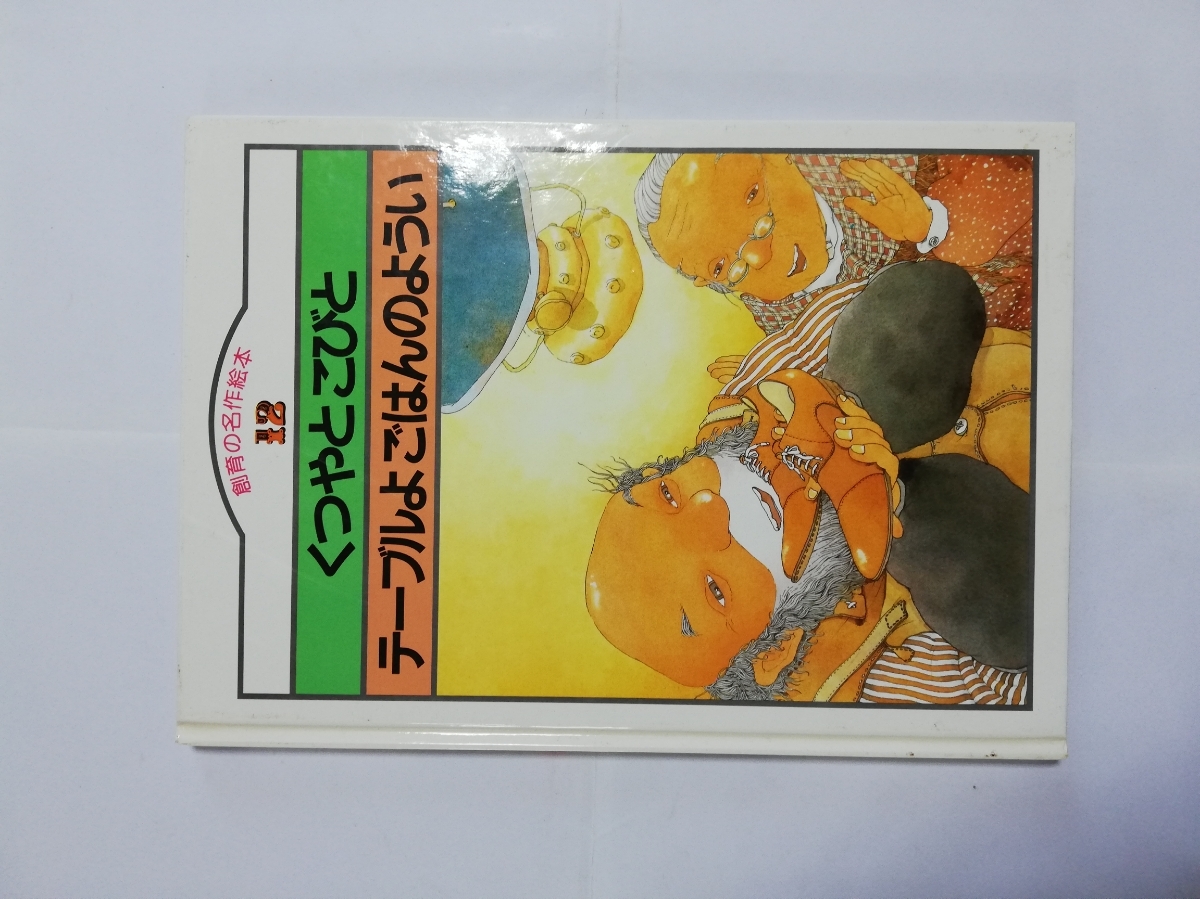 創育の名作絵本
12
くつやとこびと
テーブルよごはんのようい